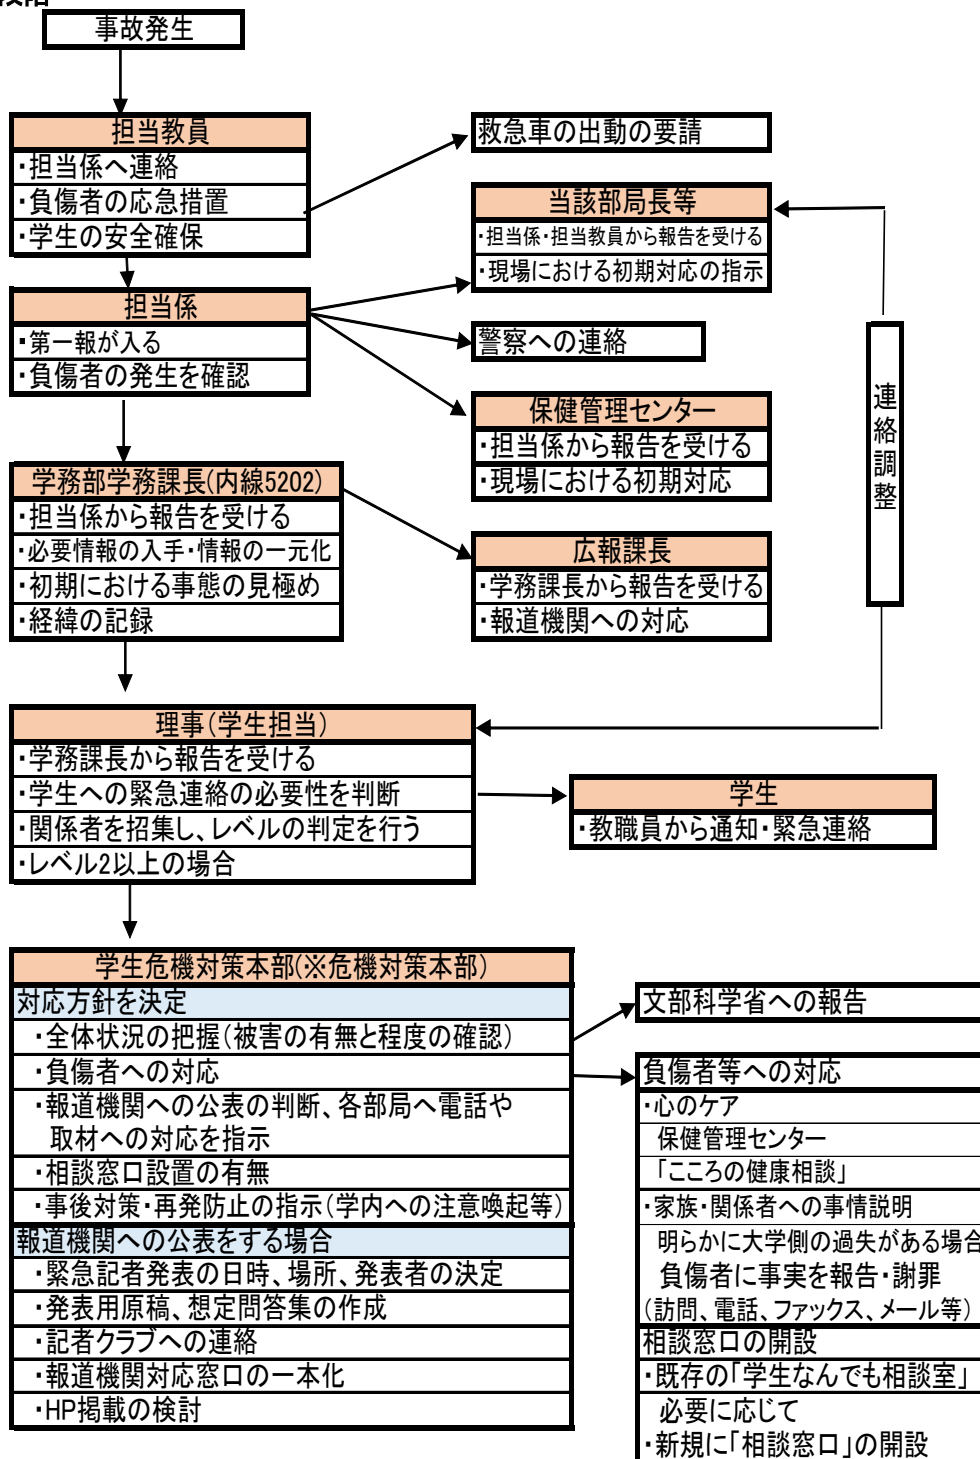 事故発生
担当教員
・担当係へ連絡
・負傷者の応急措置
・学生の安全確保
救急車の出動の要請
当該部局長等
・担当係・担当教員から報告を受ける
・現場における初期対応の指示
担当係
・第一報が入る
・負傷者の発生を確認
警察への連絡
保健管理センター
・担当係から報告を受ける
・現場における初期対応
連絡調整
学務部学務課長(内線5202)
・担当係から報告を受ける
・必要情報の入手・情報の一元化
・初期における事態の見極め
・経緯の記録
広報課長
・学務課長から報告を受ける
・報道機関への対応
理事(学生担当)
・学務課長から報告を受ける
・学生への緊急連絡の必要性を判断
・関係者を招集し、レベルの判定を行う
・レベル2以上の場合
学生
・教職員から通知・緊急連絡
学生危機対策本部(※危機対策本部)
対応方針を決定
・全体状況の把握(被害の有無と程度の確認)
・負傷者への対応
・報道機関への公表の判断、各部局へ電話や
取材への対応を指示
・相談窓口設置の有無
・事後対策・再発防止の指示(学内への注意喚起等)
報道機関への公表をする場合
・緊急記者発表の日時、場所、発表者の決定
・発表用原稿、想定問答集の作成
・記者クラブへの連絡
・報道機関対応窓口の一本化
・HP掲載の検討
文部科学省への報告
負傷者等への対応
・心のケア
保健管理センター
「こころの健康相談」
・家族・関係者への事情説明
明らかに大学側の過失がある場合
負傷者に事実を報告・謝罪
(訪問、電話、ファックス、メール等)
相談窓口の開設
・既存の「学生なんでも相談室」
必要に応じて
・新規に「相談窓口」の開設